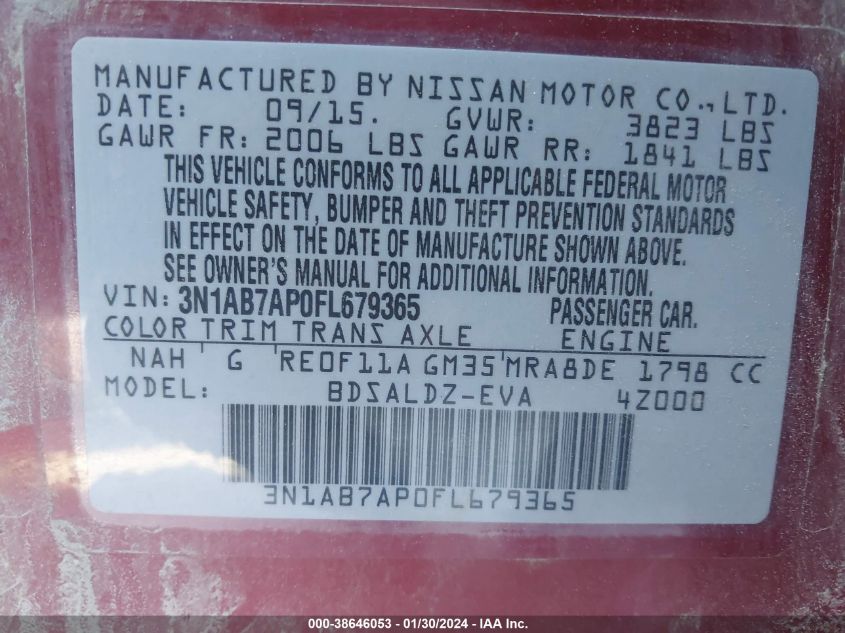 MANUFACTURED BY NISSAN MOTOR CO., LTD.
DATE: 09/15. GVWR: 3823 LBS
GAWR FR: 2006 LBS GAWR RR: 1841 LBS
THIS VEHICLE CONFORMS TO ALL APPLICABLE FEDERAL MOTOR
VEHICLE SAFETY, BUMPER AND THEFT PREVENTION STANDARDS
IN EFFECT ON THE DATE OF MANUFACTURE SHOWN ABOVE.
SEE OWNER'S MANUAL FOR ADDITIONAL INFORMATION.
VIN: 3N1AB7AP0FL679365 PASSENGER CAR.
COLOR TRIM TRANS AXLE ENGINE
NAH G RE0F11A GM35 MRA8DE 1798 CC
MODEL: BDSALDZ-EVA 4Z000
3N1AB7AP0FL679365
000-38646053 - 01/30/2024 - IAA Inc.